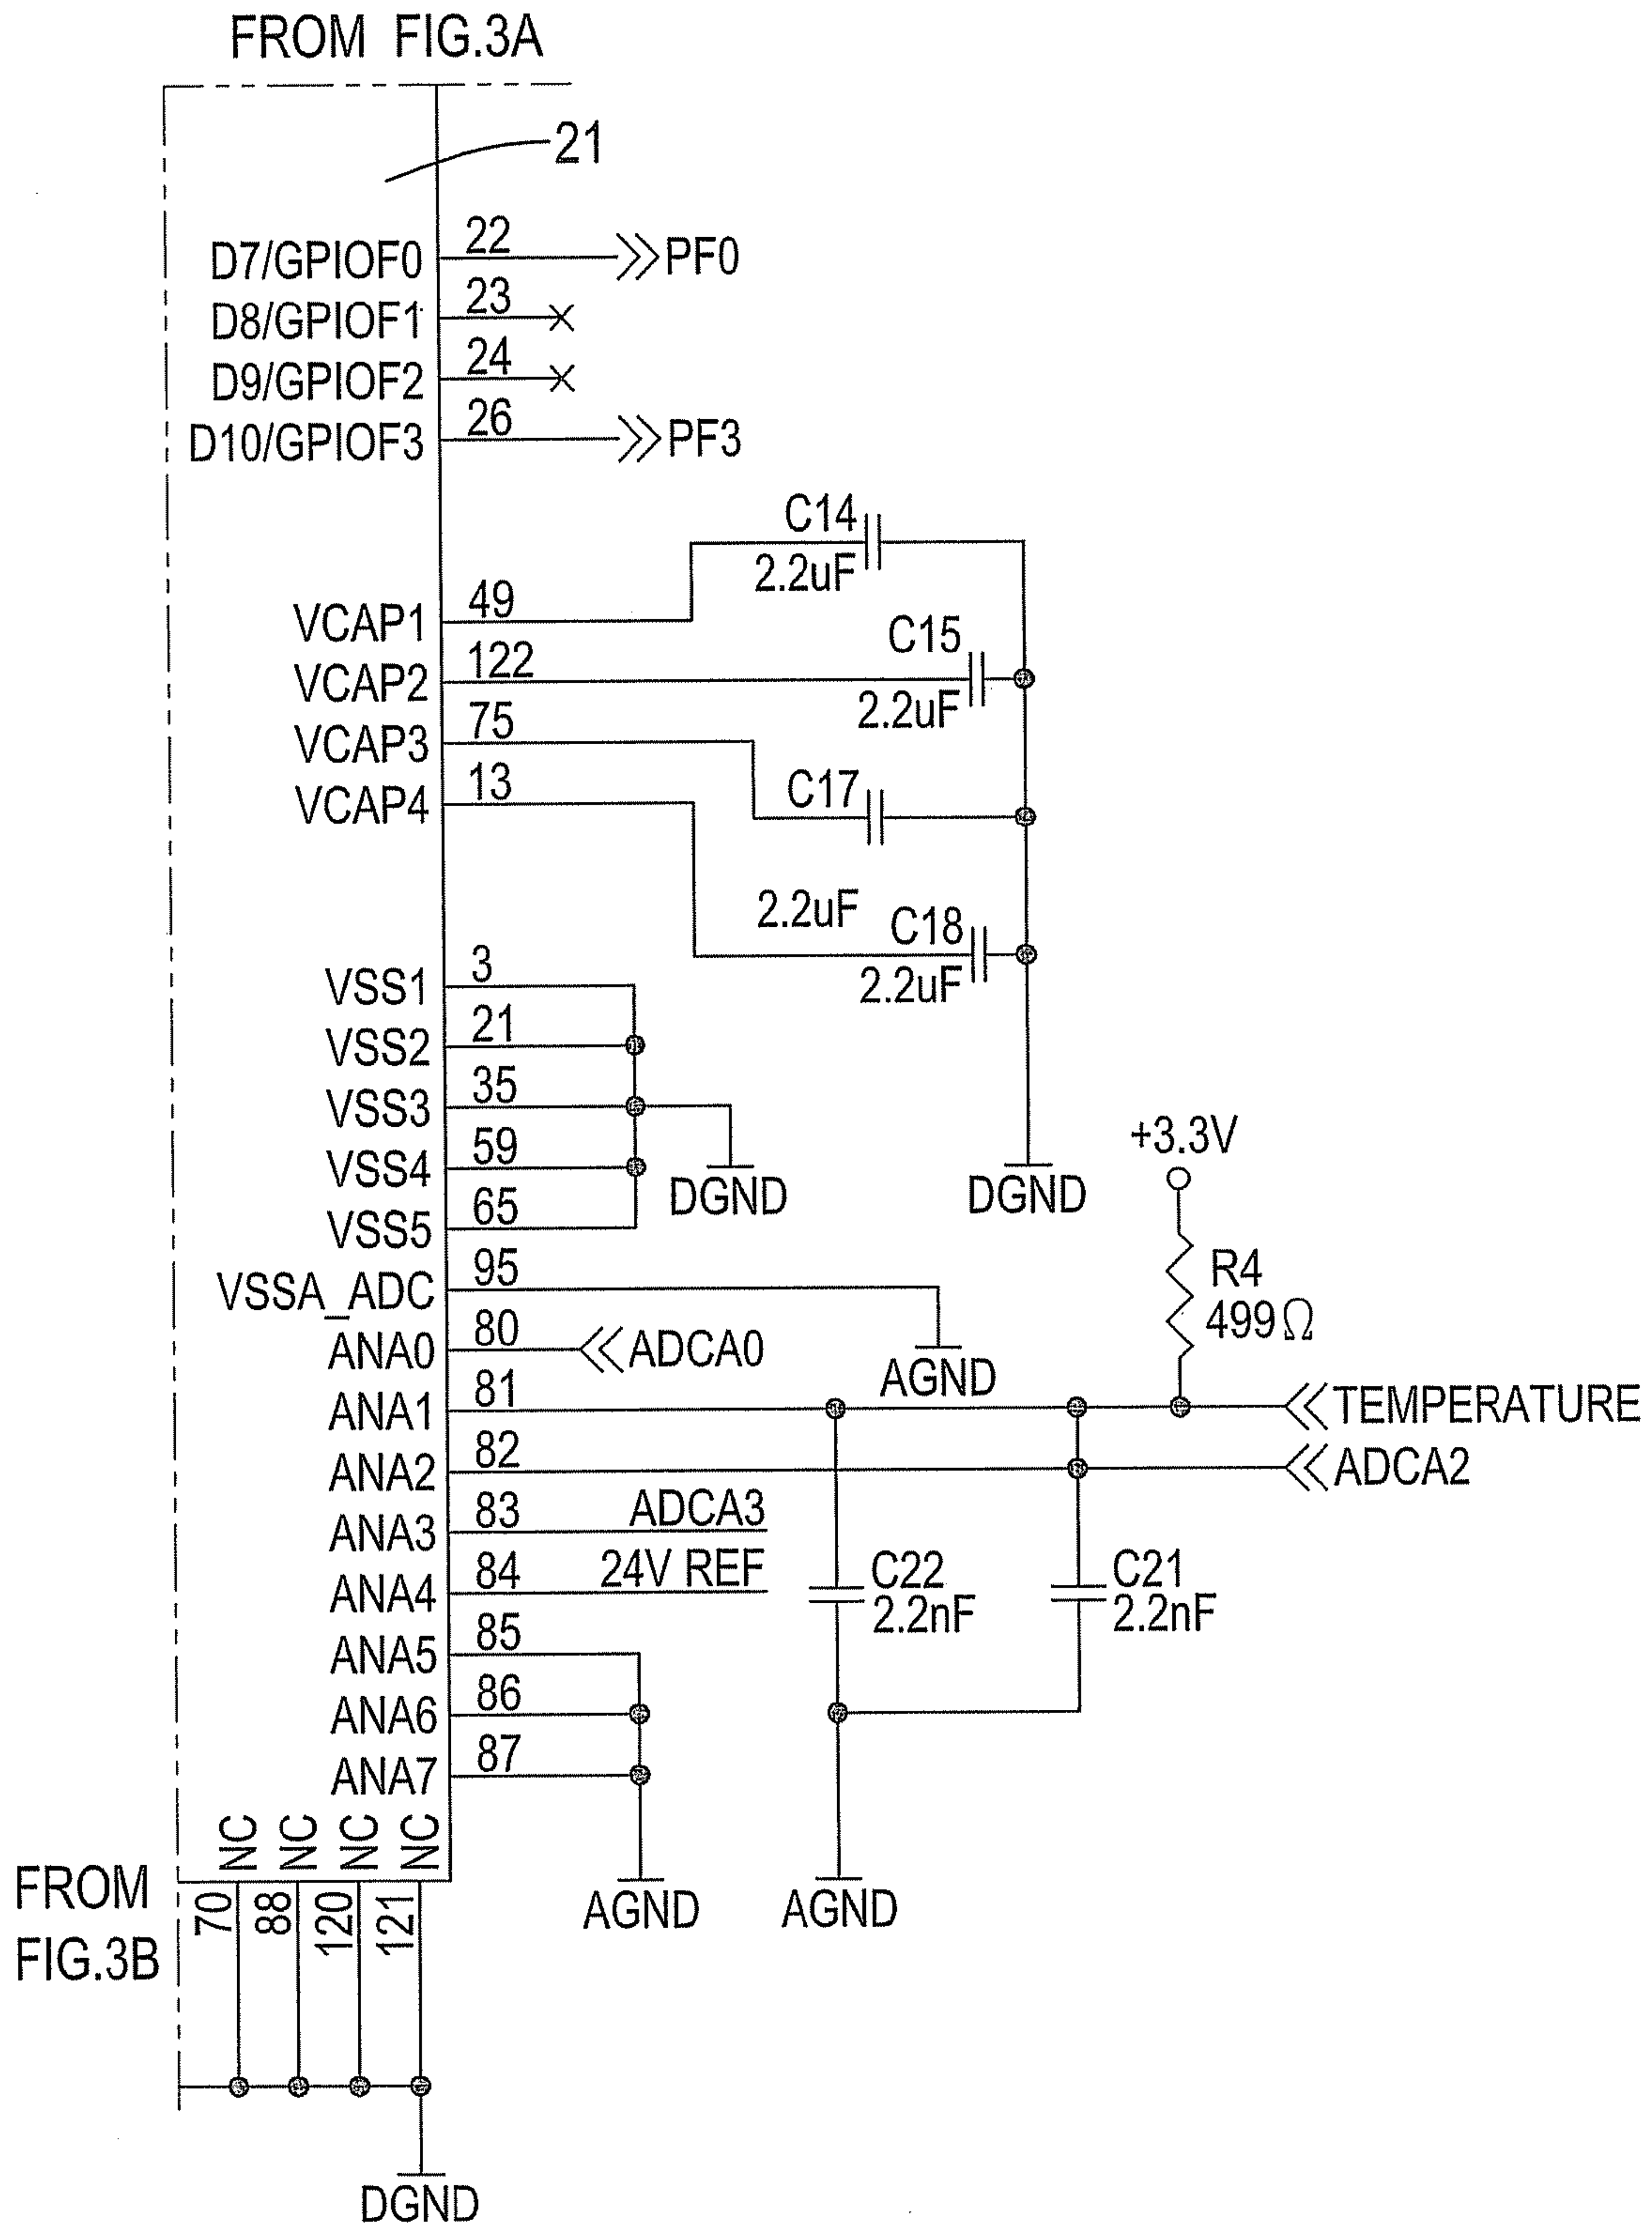 FROM FIG.3A
21
D7/GPIOF0 22 PF0
D8/GPIOF1 23
D9/GPIOF2 24
D10/GPIOF3 26 PF3
C14
2.2uF
VCAP1 49
C15
VCAP2 122
2.2uF
VCAP3 75
C17
VCAP4 13
2.2uF
C18
2.2uF
VSS1 3
VSS2 21
VSS3 35
VSS4 59
DGND
DGND
+3.3V
VSS5 65
R4
499Ω
VSSA_ADC 95
ANA0 80 ADCA0
AGND
ANA1 81 TEMPERATURE
ANA2 82 ADCA2
ANA3 83 ADCA3
ANA4 84 24V REF
C22
2.2nF
C21
2.2nF
ANA5 85
ANA6 86
ANA7 87
NC NC NC NC
FROM
FIG.3B
70 88 120 121
AGND
AGND
DGND